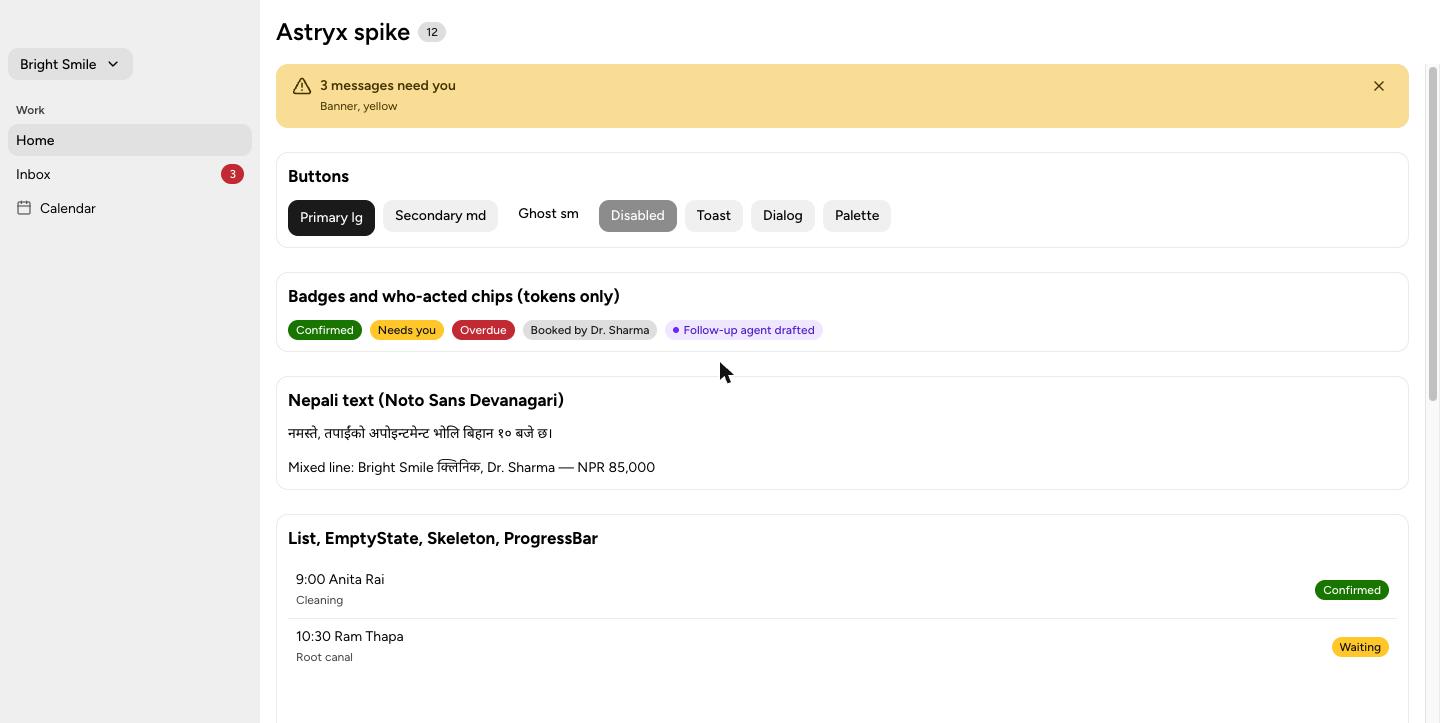 Astryx spike 12
Bright Smile
Work
Home
Inbox 3
Calendar
3 messages need you
Banner, yellow
Buttons
Primary lg Secondary md Ghost sm Disabled Toast Dialog Palette
Badges and who-acted chips (tokens only)
Confirmed Needs you Overdue Booked by Dr. Sharma Follow-up agent drafted
Nepali text (Noto Sans Devanagari)
नमस्ते, तपाईंको अपोइन्टमेन्ट भोलि बिहान १० बजे छ।
Mixed line: Bright Smile क्लिनिक, Dr. Sharma — NPR 85,000
List, EmptyState, Skeleton, ProgressBar
9:00 Anita Rai
Cleaning
Confirmed
10:30 Ram Thapa
Root canal
Waiting